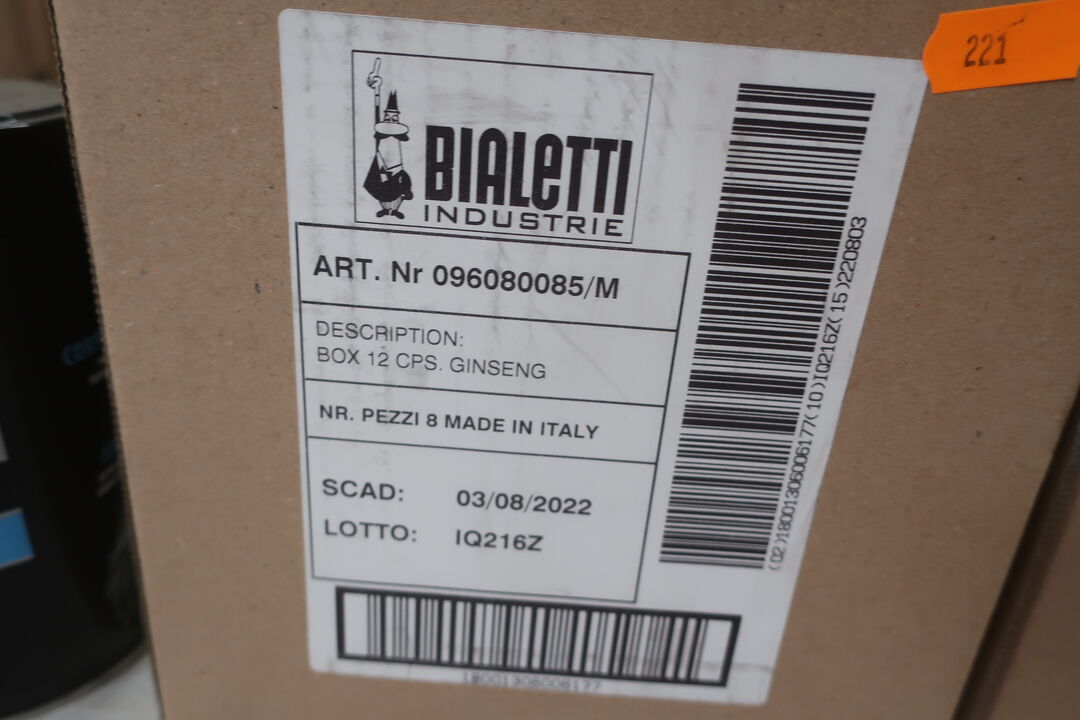 221
BIALETTI
INDUSTRIE
ART. Nr 096080085/M
DESCRIPTION:
BOX 12 CPS. GINSENG
NR. PEZZI 8 MADE IN ITALY
SCAD: 03/08/2022
LOTTO: IQ216Z
(02)18001306006177(10)IQ216Z(15)220803
18001306006177